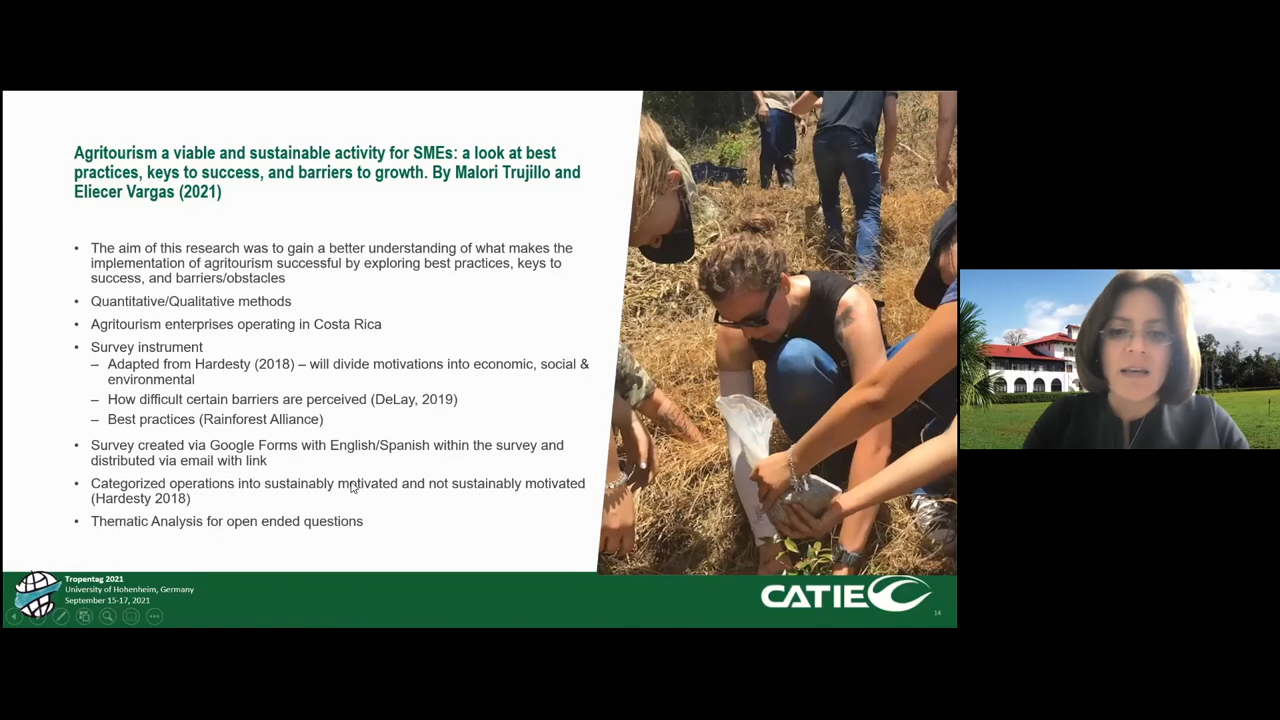 Agritourism a viable and sustainable activity for SMEs: a look at best
practices, keys to success, and barriers to growth. By Malori Trujillo and
Eliecer Vargas (2021)
• The aim of this research was to gain a better understanding of what makes the
implementation of agritourism successful by exploring best practices, keys to
success, and barriers/obstacles
• Quantitative/Qualitative methods
• Agritourism enterprises operating in Costa Rica
• Survey instrument
– Adapted from Hardesty (2018) – will divide motivations into economic, social &
environmental
– How difficult certain barriers are perceived (DeLay, 2019)
– Best practices (Rainforest Alliance)
• Survey created via Google Forms with English/Spanish within the survey and
distributed via email with link
• Categorized operations into sustainably motivated and not sustainably motivated
(Hardesty 2018)
• Thematic Analysis for open ended questions
Tropentag 2021
University of Hohenheim, Germany
September 15-17, 2021
CATIE
14